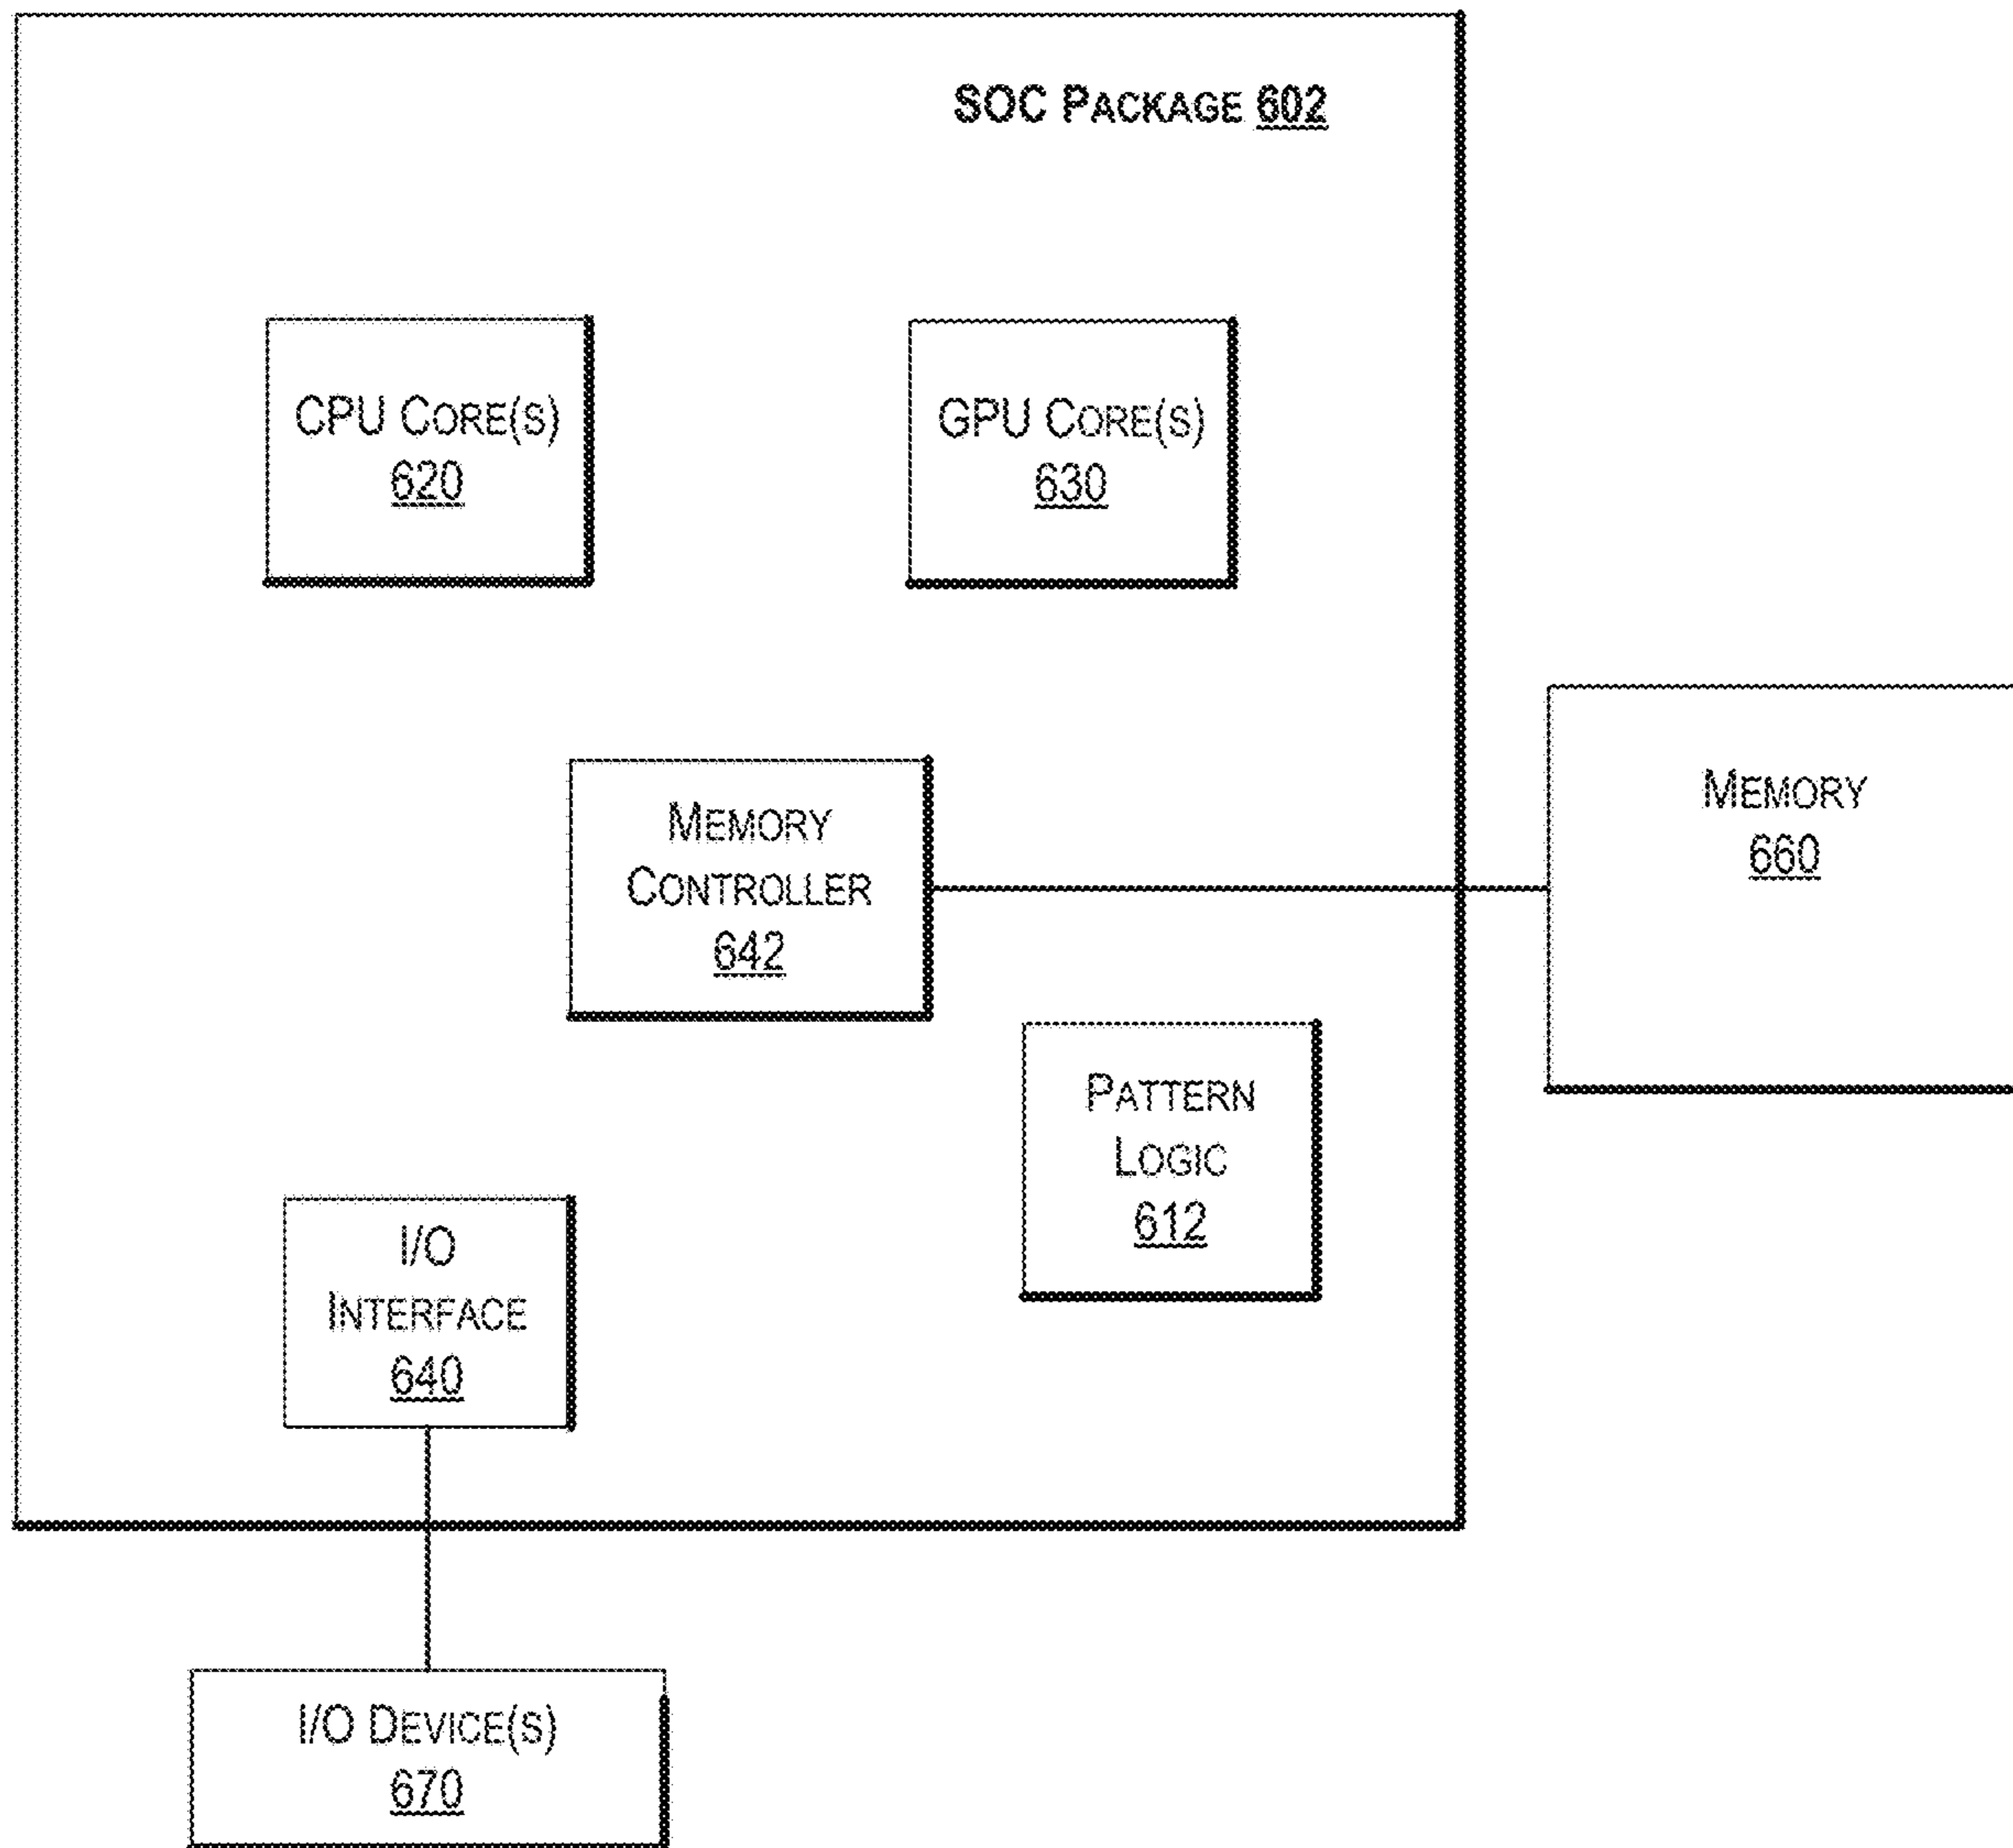 SOC PACKAGE 602
CPU CORE(S)
620
GPU CORE(S)
630
MEMORY
CONTROLLER
642
MEMORY
660
PATTERN
LOGIC
612
I/O
INTERFACE
640
I/O DEVICE(S)
670